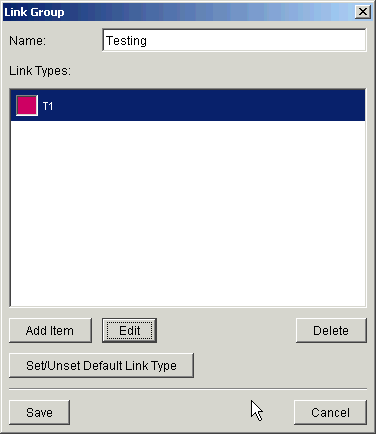 Link Group
Name: Testing
Link Types:
T1
Add Item Edit Delete
Set/Unset Default Link Type
Save Cancel